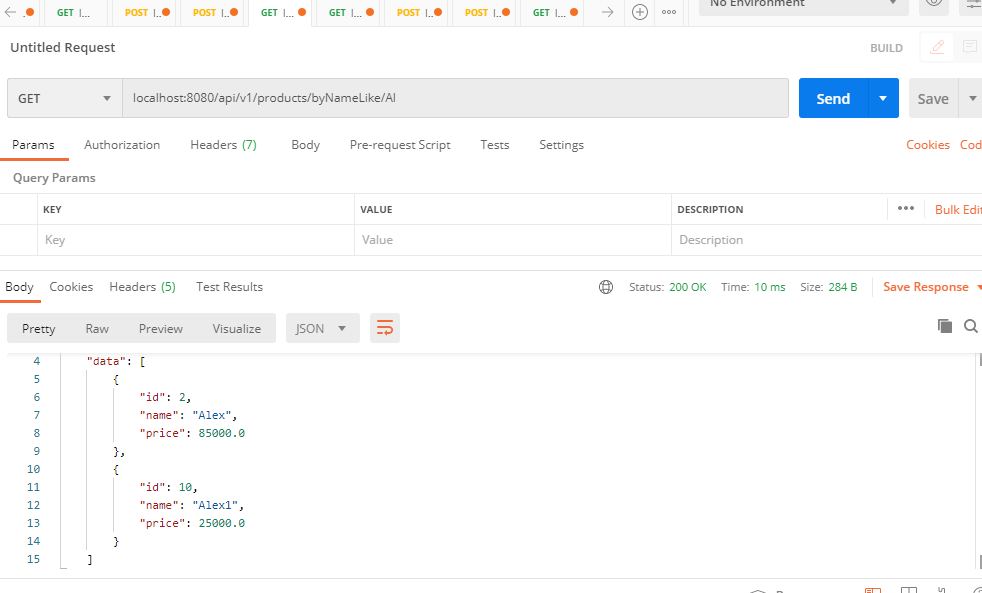 GET l... POST l.. POST l.. GET l... GET l... POST l.. POST l.. GET l...
No Environment
Untitled Request
BUILD
GET localhost:8080/api/v1/products/byNameLike/Al Send Save
Params Authorization Headers (7) Body Pre-request Script Tests Settings Cookies Cod
Query Params
KEY VALUE DESCRIPTION ••• Bulk Edit
Key Value Description
Body Cookies Headers (5) Test Results Status: 200 OK Time: 10 ms Size: 284 B Save Response
Pretty Raw Preview Visualize JSON
4 "data": [
5 {
6 "id": 2,
7 "name": "Alex",
8 "price": 85000.0
9 },
10 {
11 "id": 10,
12 "name": "Alex1",
13 "price": 25000.0
14 }
15 ]